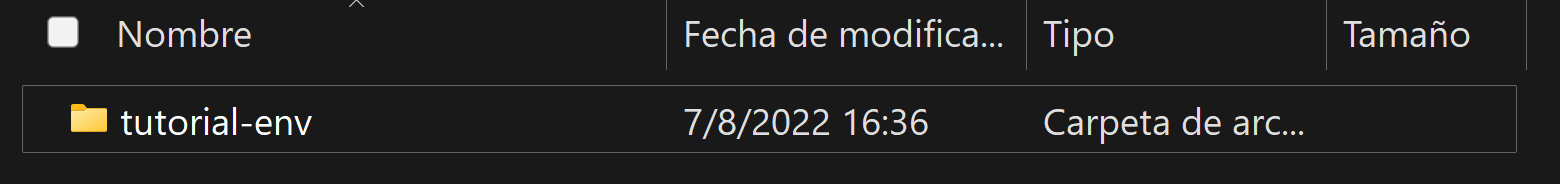 Nombre Fecha de modifica... Tipo Tamaño
tutorial-env 7/8/2022 16:36 Carpeta de arc...